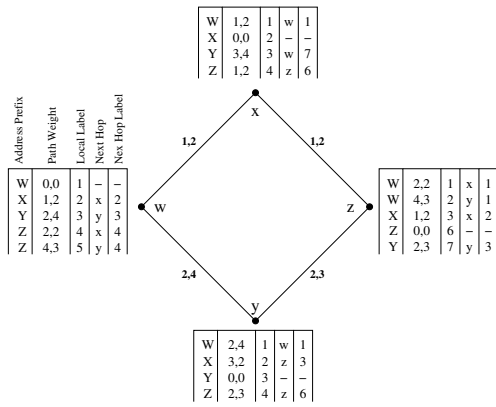 W 1,2 1 w 1
X 0,0 2 – –
Y 3,4 3 w 7
Z 1,2 4 z 6
x
1,2
1,2
Address Prefix
Path Weight
Local Label
Next Hop
Nex Hop Label
W 0,0 1 – –
X 1,2 2 x 2
Y 2,4 3 y 3
Z 2,2 4 x 4
Z 4,3 5 y 4
w
z
W 2,2 1 x 1
W 4,3 2 y 1
X 1,2 3 x 2
Z 0,0 6 – –
Y 2,3 7 y 3
2,4
2,3
y
W 2,4 1 w 1
X 3,2 2 z 3
Y 0,0 3 – –
Z 2,3 4 z 6